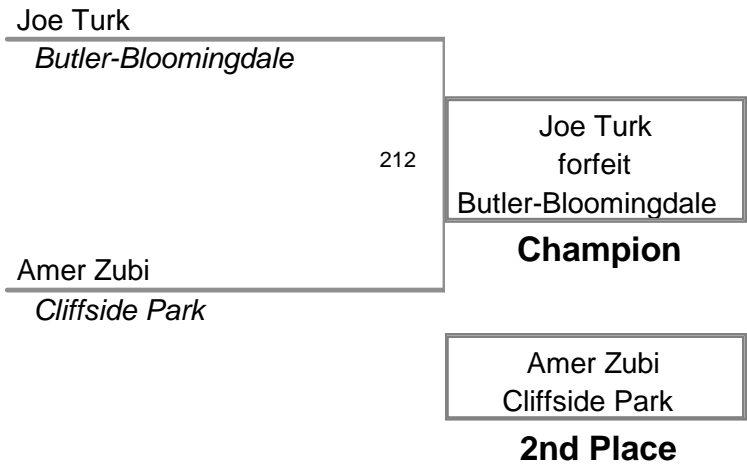 Joe Turk
Butler-Bloomingdale
212
Joe Turk
forfeit
Butler-Bloomingdale
Champion
Amer Zubi
Cliffside Park
Amer Zubi
Cliffside Park
2nd Place